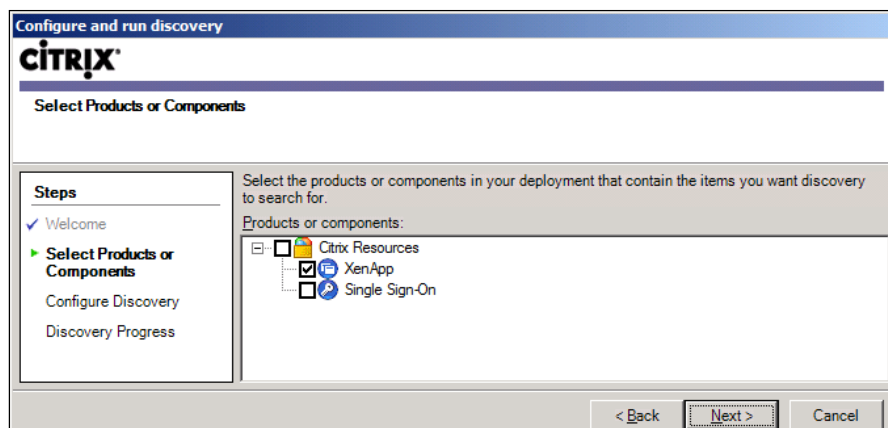 Configure and run discovery
CİTRIX
Select Products or Components
Steps
Welcome
Select Products or
Components
Configure Discovery
Discovery Progress
Select the products or components in your deployment that contain the items you want discovery
to search for.
Products or components:
Citrix Resources
XenApp
Single Sign-On
< Back
Next >
Cancel